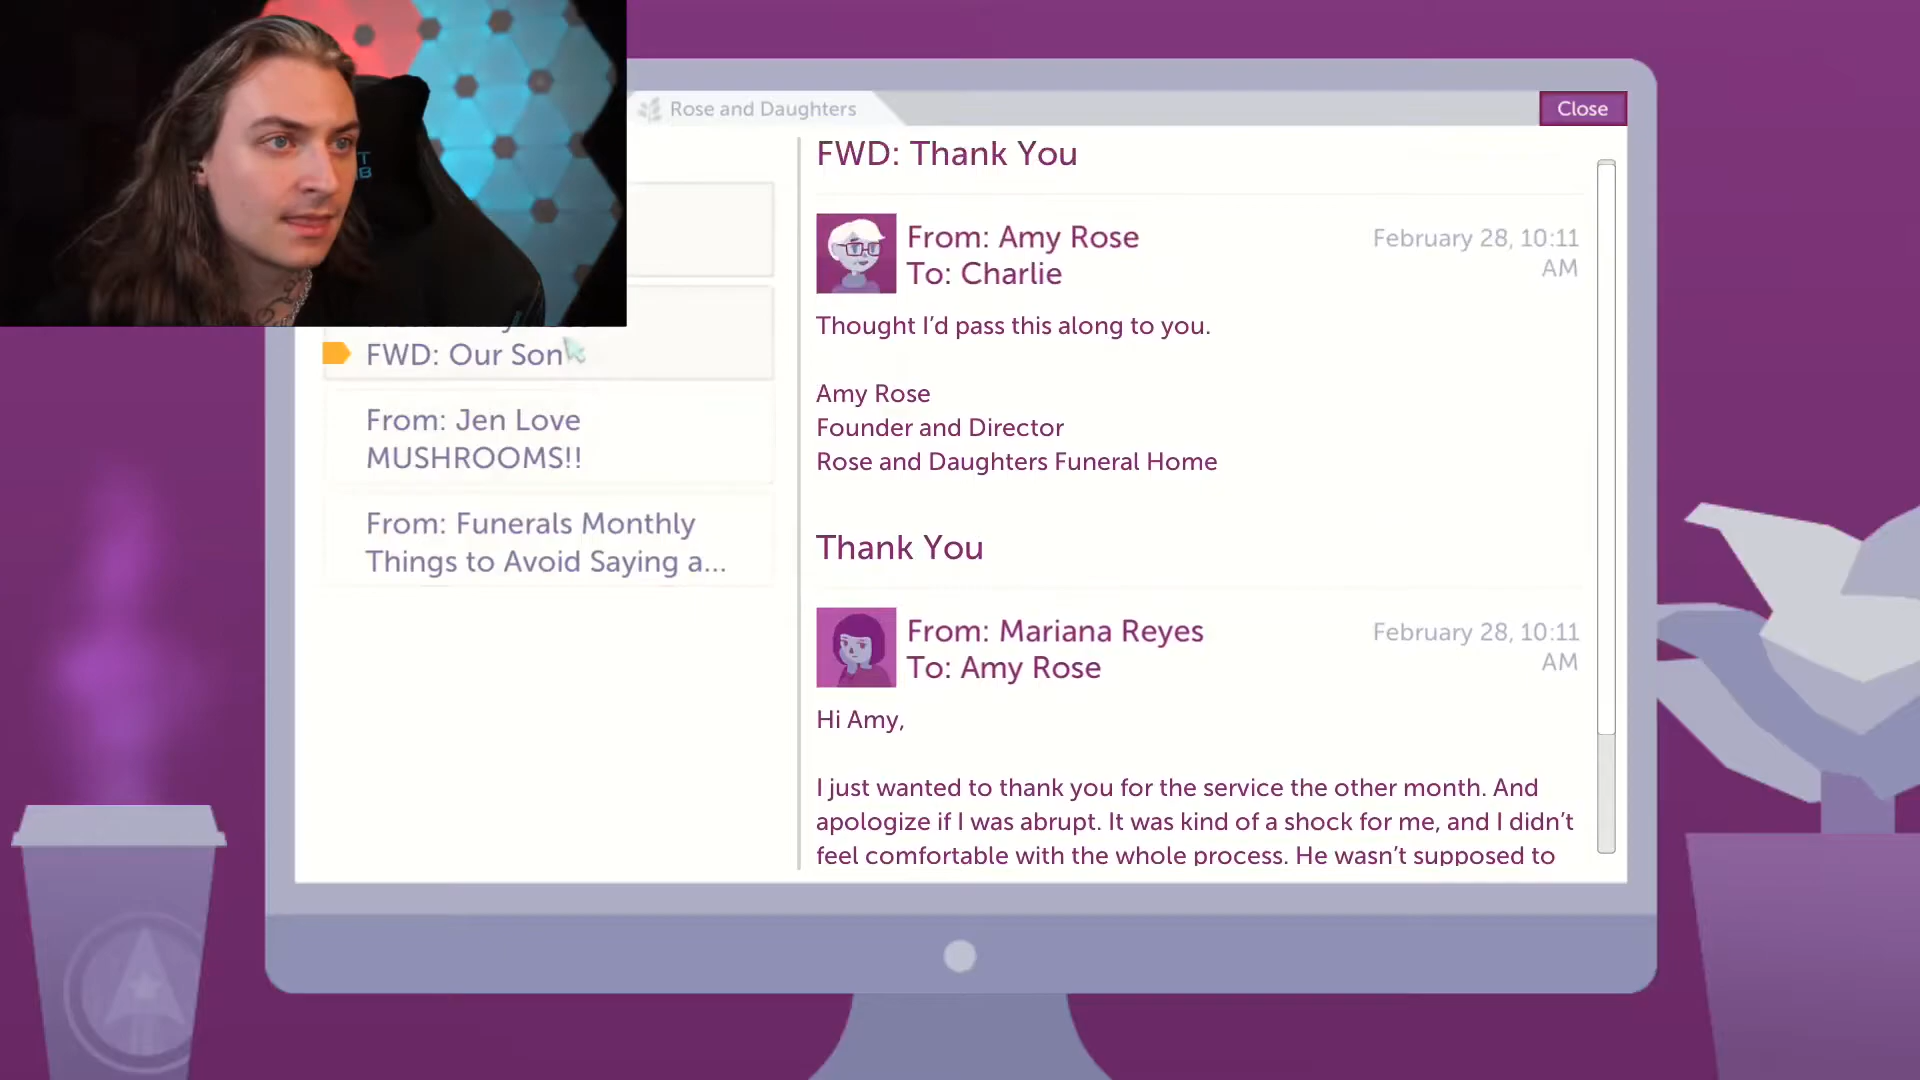 Rose and Daughters
Close
FWD: Our Son
From: Jen Love
MUSHROOMS!!
From: Funerals Monthly
Things to Avoid Saying a...
FWD: Thank You
From: Amy Rose
To: Charlie
February 28, 10:11
AM
Thought I’d pass this along to you.
Amy Rose
Founder and Director
Rose and Daughters Funeral Home
Thank You
From: Mariana Reyes
To: Amy Rose
February 28, 10:11
AM
Hi Amy,
I just wanted to thank you for the service the other month. And
apologize if I was abrupt. It was kind of a shock for me, and I didn’t
feel comfortable with the whole process. He wasn’t supposed to